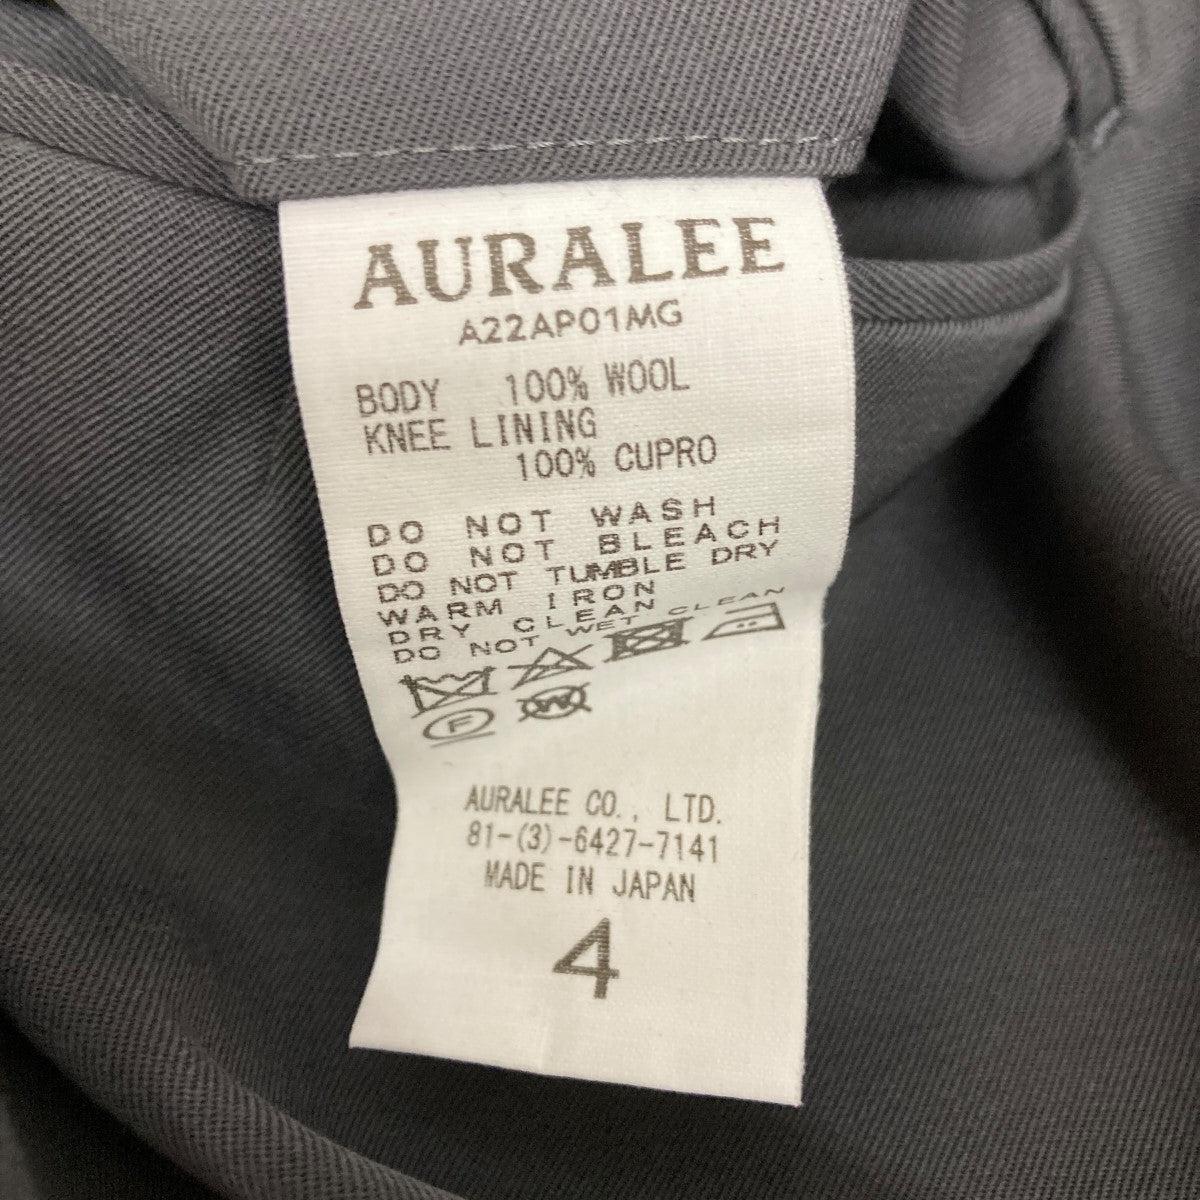 AURALEE
A22AP01MG
BODY 100% WOOL
KNEE LINING
100% CUPRO
DO NOT WASH
DO NOT BLEACH
DO NOT TUMBLE DRY
WARM IRON
DRY CLEAN
DO NOT WET CLEAN
F W
AURALEE CO., LTD.
81-(3)-6427-7141
MADE IN JAPAN
4